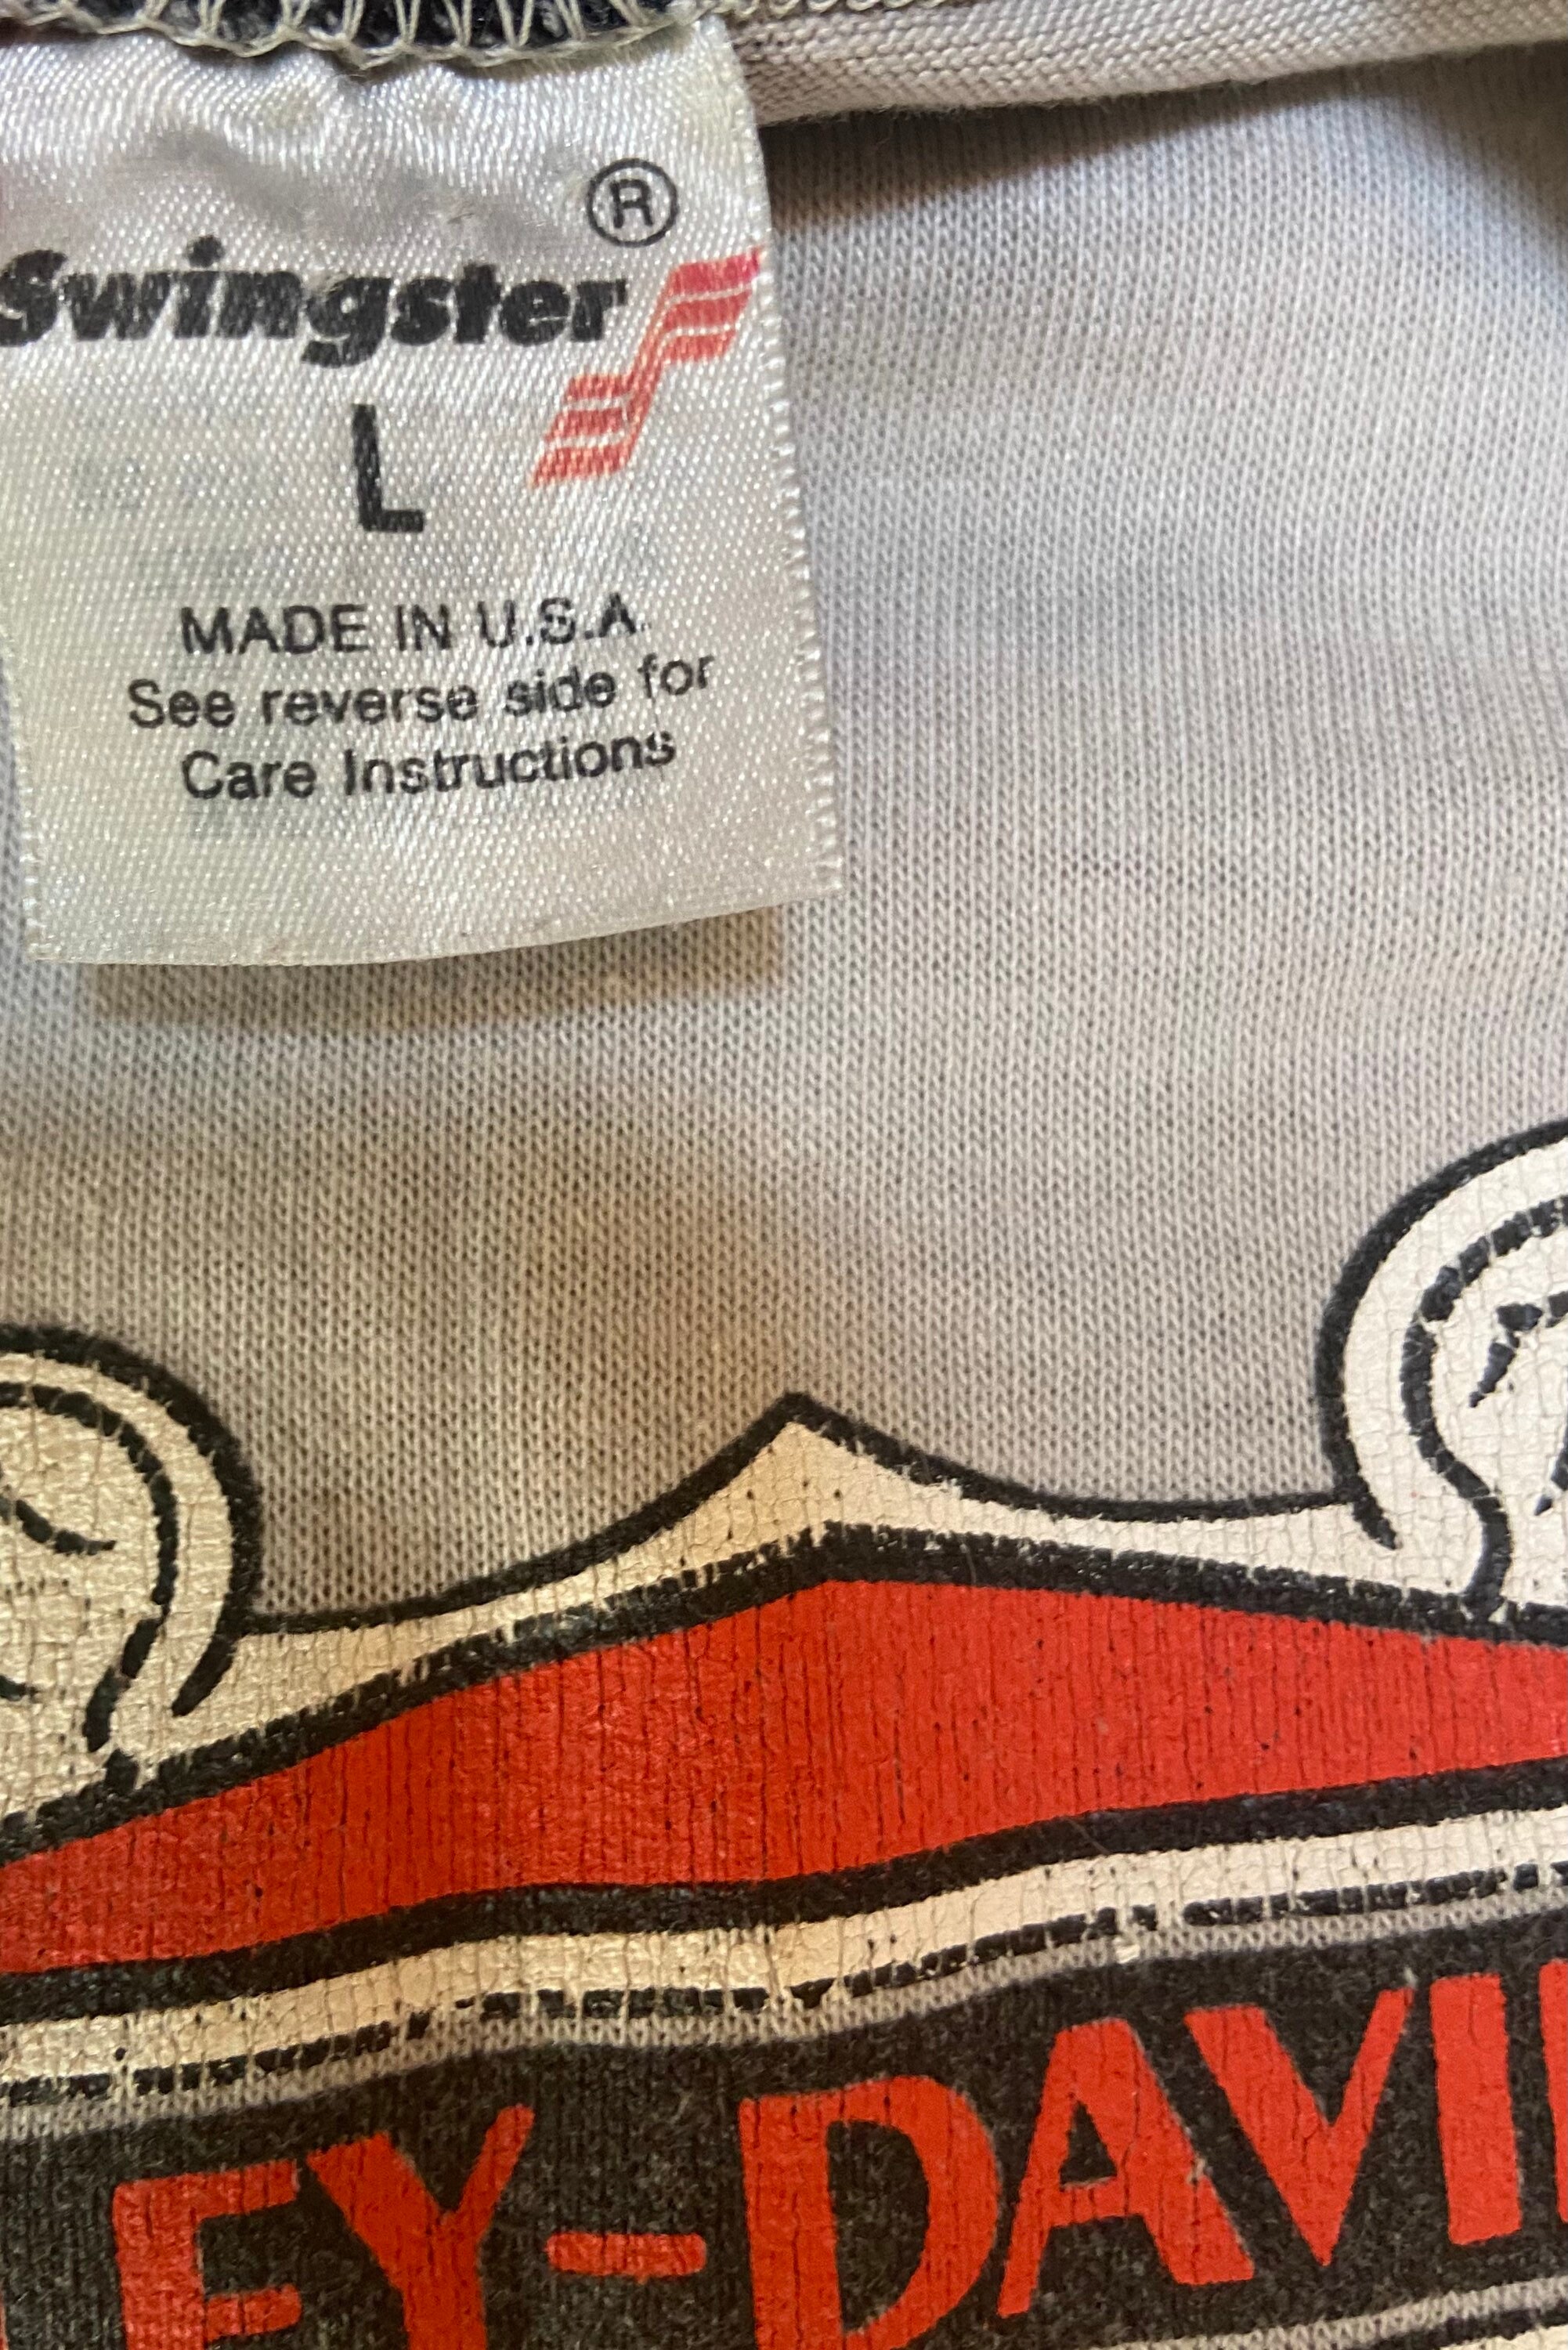 ®
Swingster
L
MADE IN U.S.A.
See reverse side for
Care Instructions
EY-DAVI